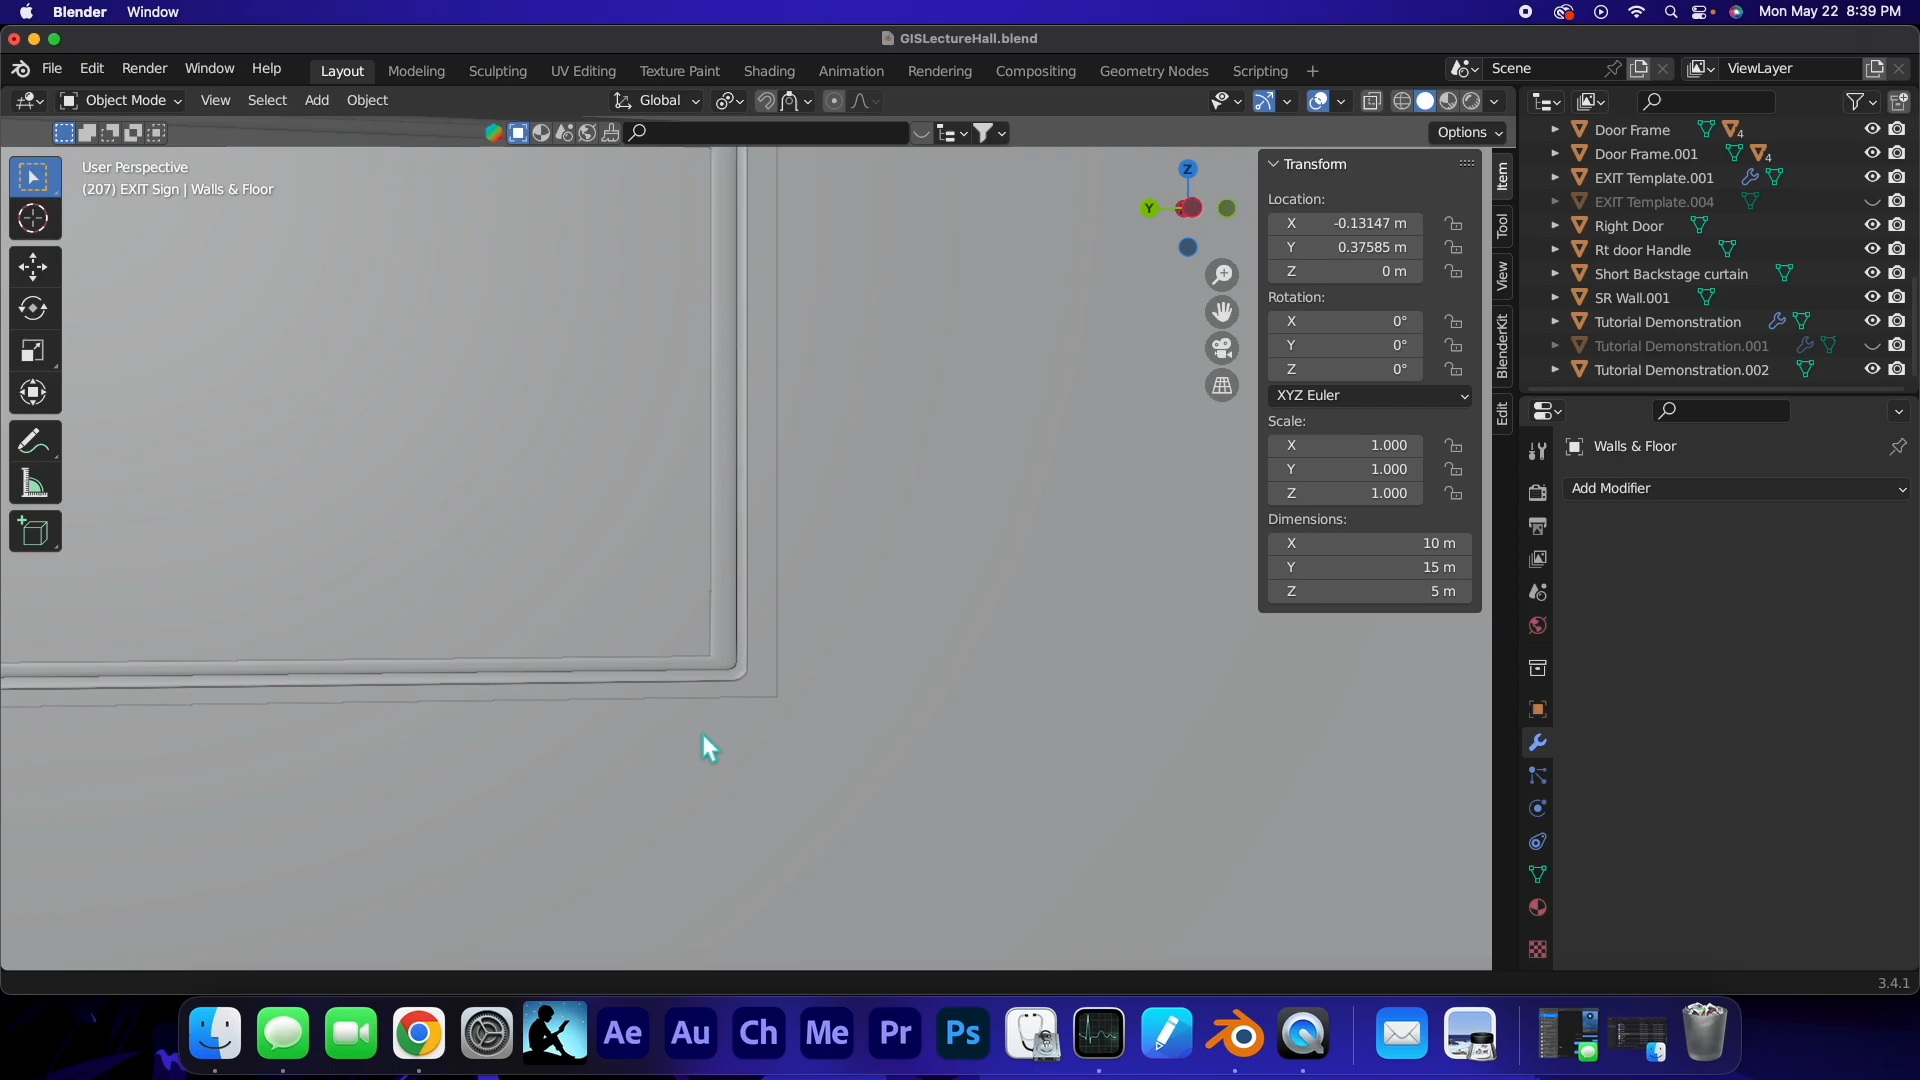 Blender Window Mon May 22 8:39 PM
GISLectureHall.blend
File Edit Render Window Help Layout Modeling Sculpting UV Editing Texture Paint Shading Animation Rendering Compositing Geometry Nodes Scripting + Scene ViewLayer
Object Mode View Select Add Object Global
Options
User Perspective
(207) EXIT Sign | Walls & Floor
Z
Y
Transform
Location:
X -0.13147 m
Y 0.37585 m
Z 0 m
Rotation:
X 0°
Y 0°
Z 0°
XYZ Euler
Scale:
X 1.000
Y 1.000
Z 1.000
Dimensions:
X 10 m
Y 15 m
Z 5 m
Item
Tool
View
BlenderKit
Edit
Door Frame 4
Door Frame.001 4
EXIT Template.001
EXIT Template.004
Right Door
Rt door Handle
Short Backstage curtain
SR Wall.001
Tutorial Demonstration
Tutorial Demonstration.001
Tutorial Demonstration.002
Walls & Floor
Add Modifier
3.4.1
Ae Au Ch Me Pr Ps